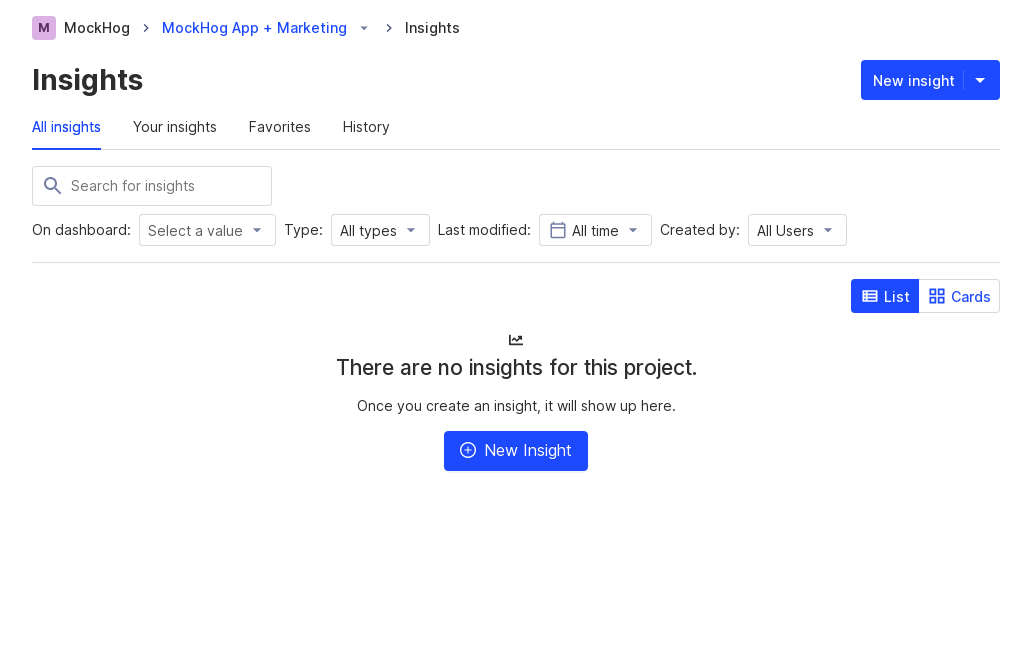 M MockHog MockHog App + Marketing Insights
Insights
New insight
All insights Your insights Favorites History
Search for insights
On dashboard: Select a value Type: All types Last modified: All time Created by: All Users
List Cards
There are no insights for this project.
Once you create an insight, it will show up here.
New Insight